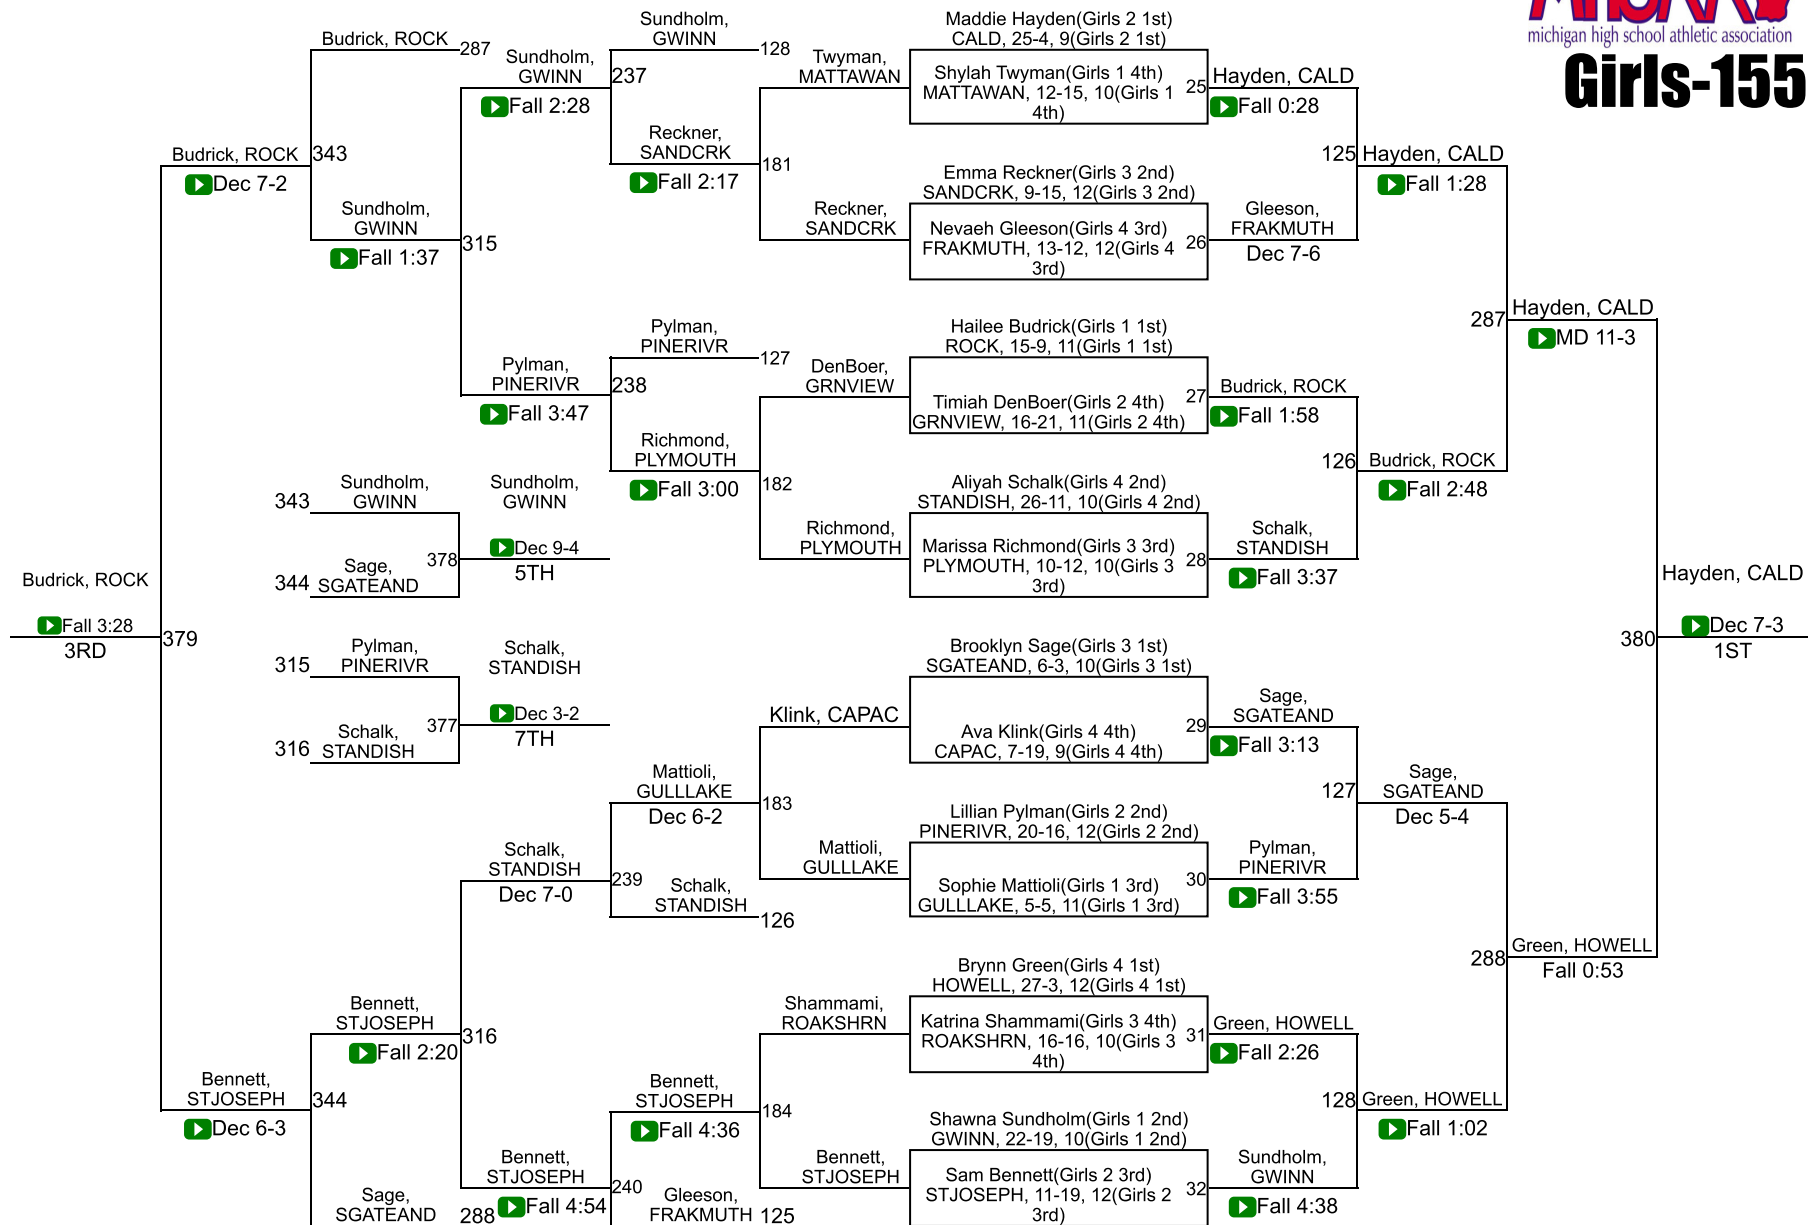 MHSAA
michigan high school athletic association
Girls-155
Budrick, ROCK
287
Budrick, ROCK
Dec 7-2
343
Sundholm,
GWINN
Fall 1:37
315
Sundholm,
GWINN
Fall 2:28
237
Sundholm,
GWINN
128
Reckner,
SANDCRK
Fall 2:17
181
Twyman,
MATTAWAN
Reckner,
SANDCRK
Maddie Hayden(Girls 2 1st)
CALD, 25-4, 9(Girls 2 1st)
Shylah Twyman(Girls 1 4th)
MATTAWAN, 12-15, 10(Girls 1
4th)
25
Hayden, CALD
Fall 0:28
Emma Reckner(Girls 3 2nd)
SANDCRK, 9-15, 12(Girls 3 2nd)
Nevaeh Gleeson(Girls 4 3rd)
FRAKMUTH, 13-12, 12(Girls 4
3rd)
26
Gleeson,
FRAKMUTH
Dec 7-6
125
Hayden, CALD
Fall 1:28
Pylman,
PINERIVR
Fall 3:47
238
Pylman,
PINERIVR
127
Richmond,
PLYMOUTH
Fall 3:00
182
DenBoer,
GRNVIEW
Richmond,
PLYMOUTH
Hailee Budrick(Girls 1 1st)
ROCK, 15-9, 11(Girls 1 1st)
Timiah DenBoer(Girls 2 4th)
GRNVIEW, 16-21, 11(Girls 2 4th)
27
Budrick, ROCK
Fall 1:58
Aliyah Schalk(Girls 4 2nd)
STANDISH, 26-11, 10(Girls 4 2nd)
Marissa Richmond(Girls 3 3rd)
PLYMOUTH, 10-12, 10(Girls 3
3rd)
28
Schalk,
STANDISH
Fall 3:37
126
Budrick, ROCK
Fall 2:48
287
Hayden, CALD
MD 11-3
343
Sundholm,
GWINN
344
Sage,
SGATEAND
378
Sundholm,
GWINN
Dec 9-4
5TH
Budrick, ROCK
Fall 3:28
3RD
379
315
Pylman,
PINERIVR
316
Schalk,
STANDISH
377
Schalk,
STANDISH
Dec 3-2
7TH
380
Hayden, CALD
Dec 7-3
1ST
Klink, CAPAC
Mattioli,
GULLLAKE
Dec 6-2
183
Mattioli,
GULLLAKE
Brooklyn Sage(Girls 3 1st)
SGATEAND, 6-3, 10(Girls 3 1st)
Ava Klink(Girls 4 4th)
CAPAC, 7-19, 9(Girls 4 4th)
29
Sage,
SGATEAND
Fall 3:13
Lillian Pylman(Girls 2 2nd)
PINERIVR, 20-16, 12(Girls 2 2nd)
Sophie Mattioli(Girls 1 3rd)
GULLLAKE, 5-5, 11(Girls 1 3rd)
30
Pylman,
PINERIVR
Fall 3:55
127
Sage,
SGATEAND
Dec 5-4
Schalk,
STANDISH
Dec 7-0
239
Schalk,
STANDISH
126
288
Green, HOWELL
Fall 0:53
Bennett,
STJOSEPH
Fall 2:20
316
Bennett,
STJOSEPH
Dec 6-3
344
Bennett,
STJOSEPH
Fall 4:36
184
Shammami,
ROAKSHRN
Bennett,
STJOSEPH
Brynn Green(Girls 4 1st)
HOWELL, 27-3, 12(Girls 4 1st)
Katrina Shammami(Girls 3 4th)
ROAKSHRN, 16-16, 10(Girls 3
4th)
31
Green, HOWELL
Fall 2:26
Shawna Sundholm(Girls 1 2nd)
GWINN, 22-19, 10(Girls 1 2nd)
Sam Bennett(Girls 2 3rd)
STJOSEPH, 11-19, 12(Girls 2
3rd)
32
Sundholm,
GWINN
Fall 4:38
128
Green, HOWELL
Fall 1:02
Bennett,
STJOSEPH
Fall 4:54
240
Sage,
SGATEAND
288
Gleeson,
FRAKMUTH
125